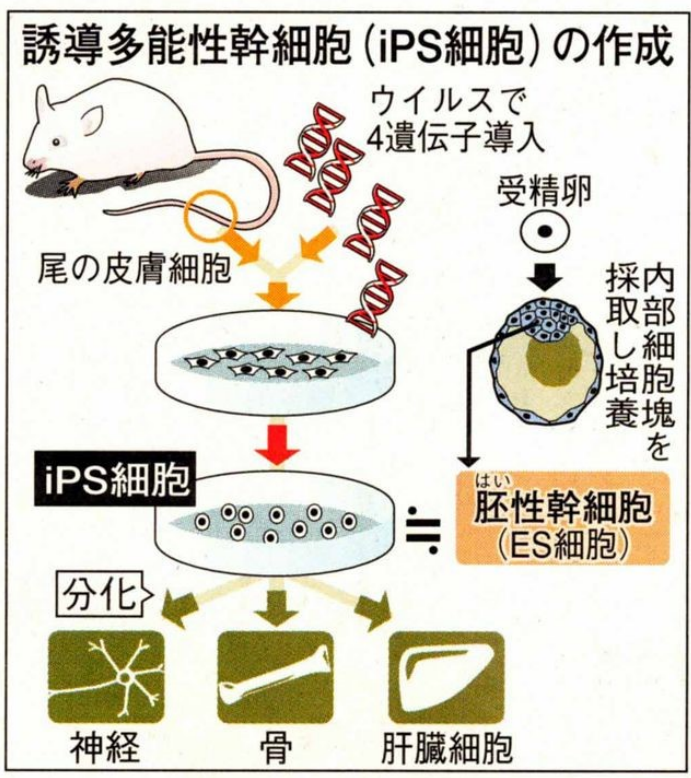 誘導多能性幹細胞(iPS細胞)の作成
ウイルスで
4遺伝子導入
尾の皮膚細胞
受精卵
内部細胞塊を
採取し培養
iPS細胞
≒
はい
胚性幹細胞
(ES細胞)
分化
神経
骨
肝臓細胞